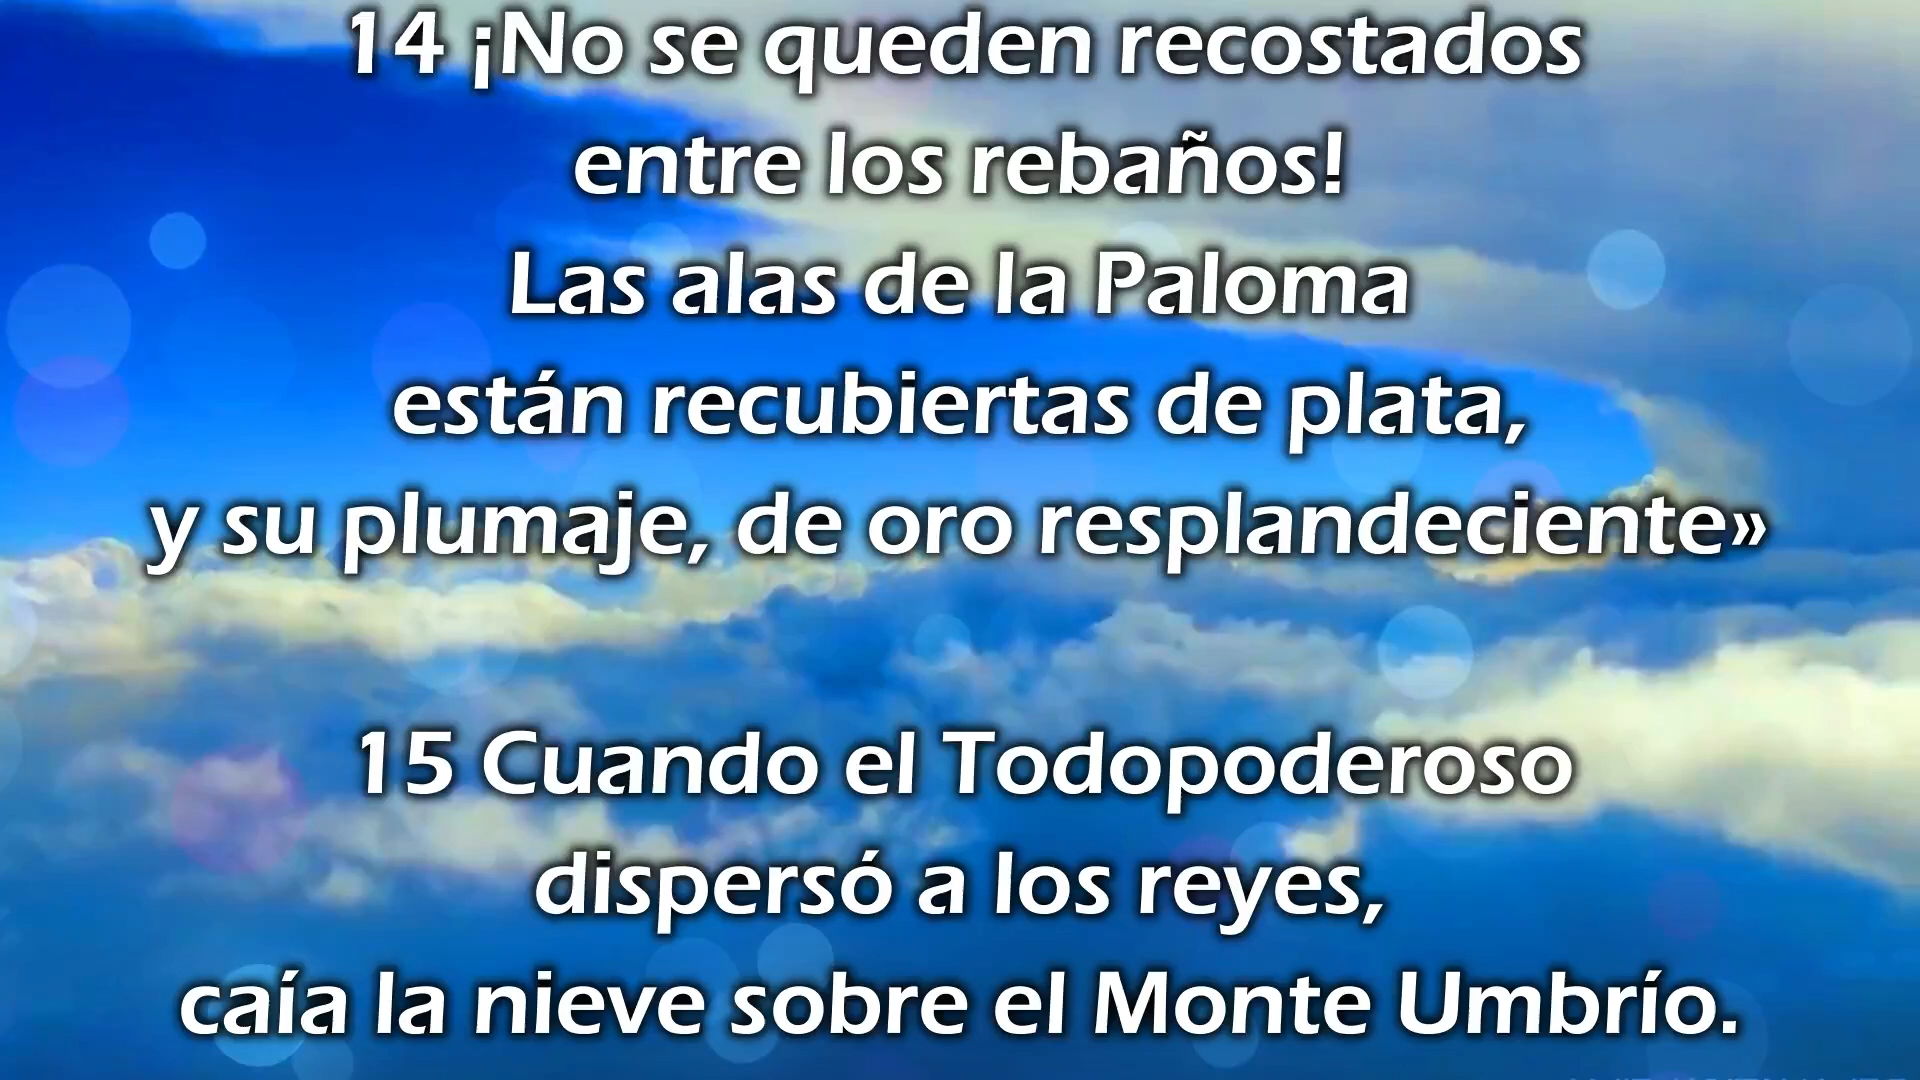 14 ¡No se queden recostados
entre los rebaños!
Las alas de la Paloma
están recubiertas de plata,
y su plumaje, de oro resplandeciente»
15 Cuando el Todopoderoso
dispersó a los reyes,
caía la nieve sobre el Monte Umbrío.